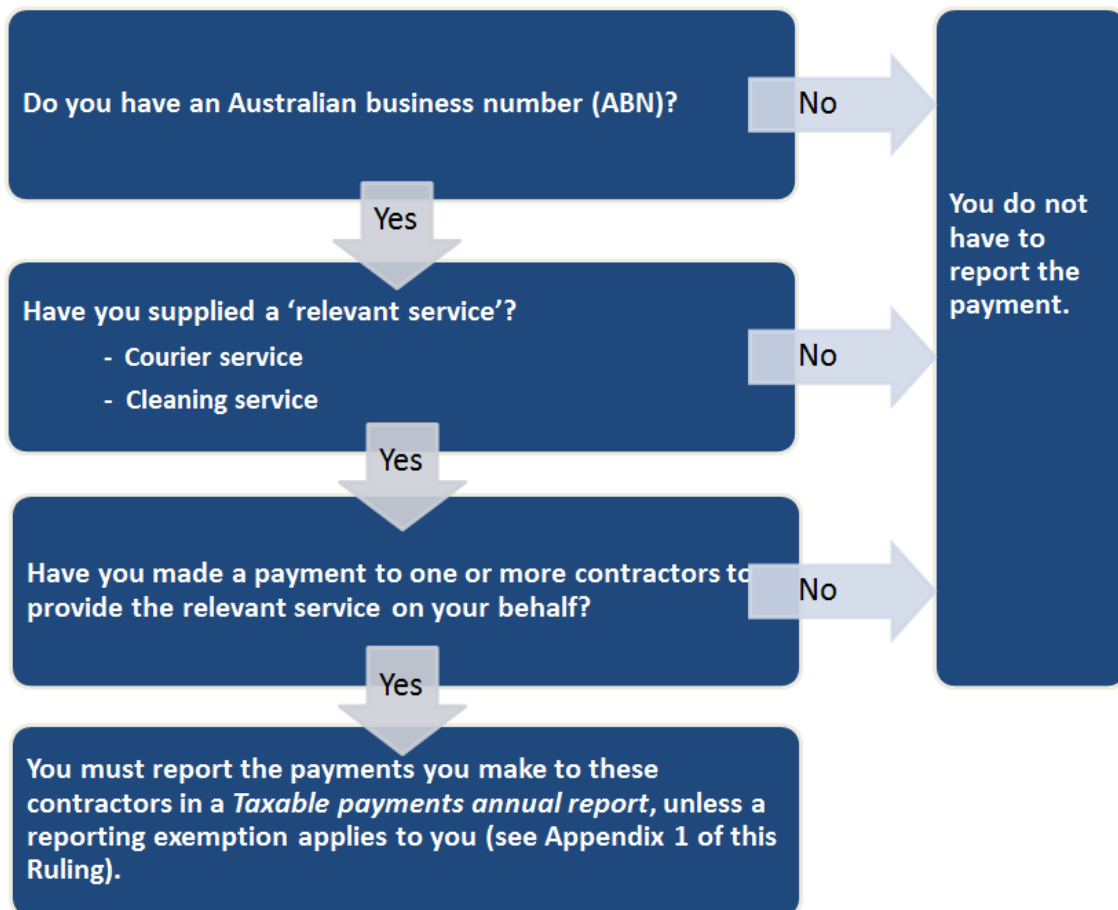 Do you have an Australian business number (ABN)?
No
You do not
have to
report the
payment.
Yes
Have you supplied a ‘relevant service’?
- Courier service
- Cleaning service
No
Yes
Have you made a payment to one or more contractors to
provide the relevant service on your behalf?
No
Yes
You must report the payments you make to these
contractors in a Taxable payments annual report, unless a
reporting exemption applies to you (see Appendix 1 of this
Ruling).